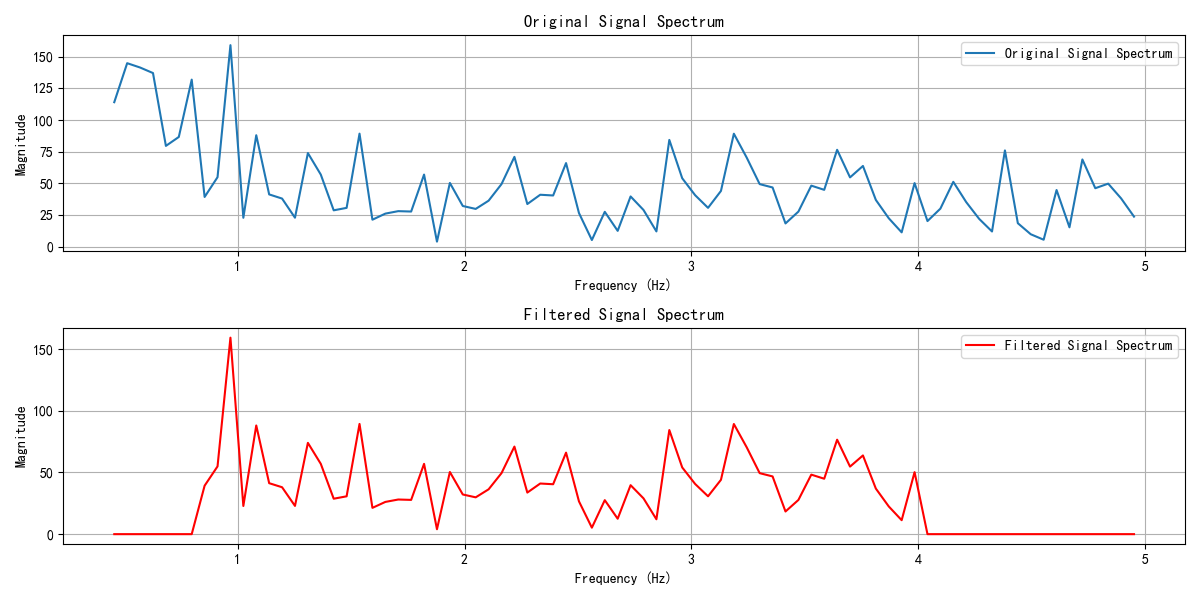 Original Signal Spectrum
Original Signal Spectrum
Magnitude
150
125
100
75
50
25
0
1
2
3
4
5
Frequency (Hz)
Filtered Signal Spectrum
Filtered Signal Spectrum
Magnitude
150
100
50
0
1
2
3
4
5
Frequency (Hz)